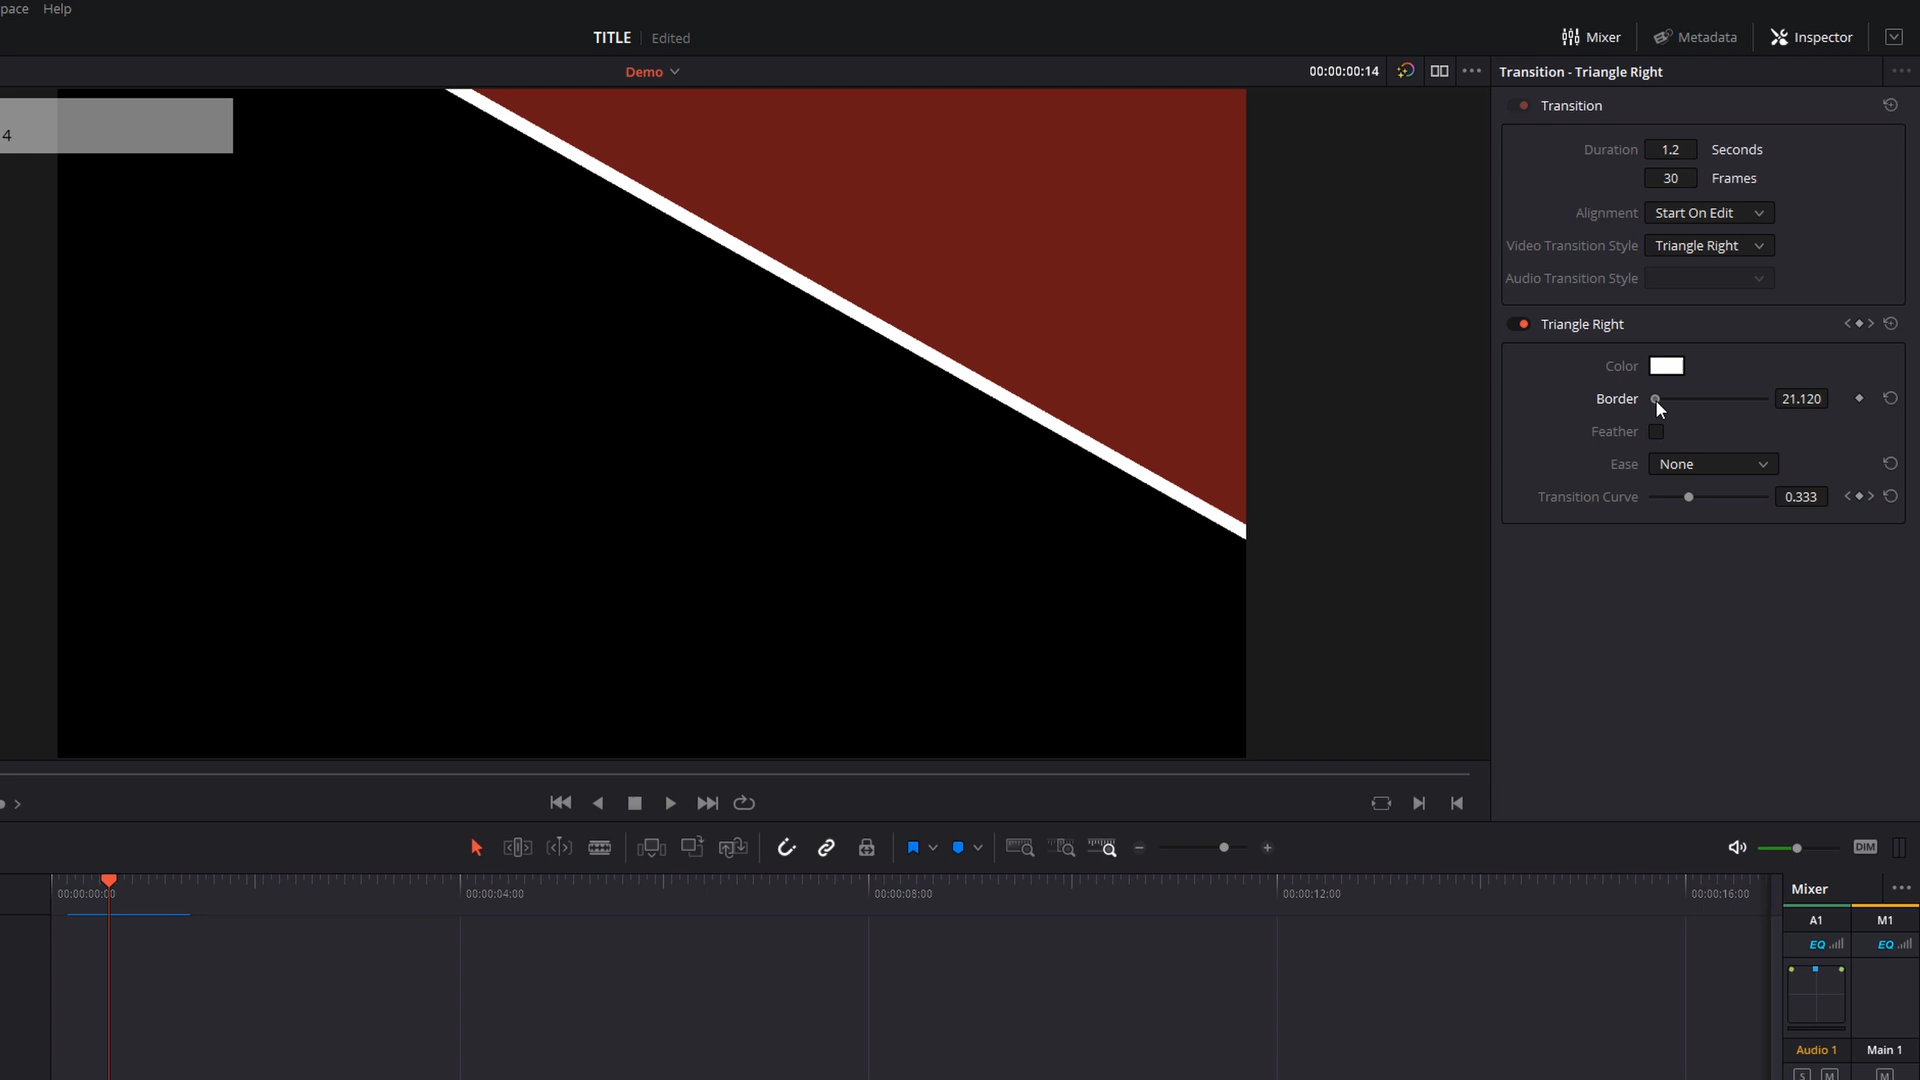 pace Help
TITLE Edited
Mixer Metadata Inspector
Demo 00:00:00:14
Transition - Triangle Right
4
Transition
Duration 1.2 Seconds
30 Frames
Alignment Start On Edit
Video Transition Style Triangle Right
Audio Transition Style
Triangle Right
Color
Border 21.120
Feather
Ease None
Transition Curve 0.333
DIM
00:00:00:00 00:00:04:00 00:00:08:00 00:00:12:00 00:00:16:00
Mixer
A1 M1
EQ EQ
Audio 1 Main 1
S M M